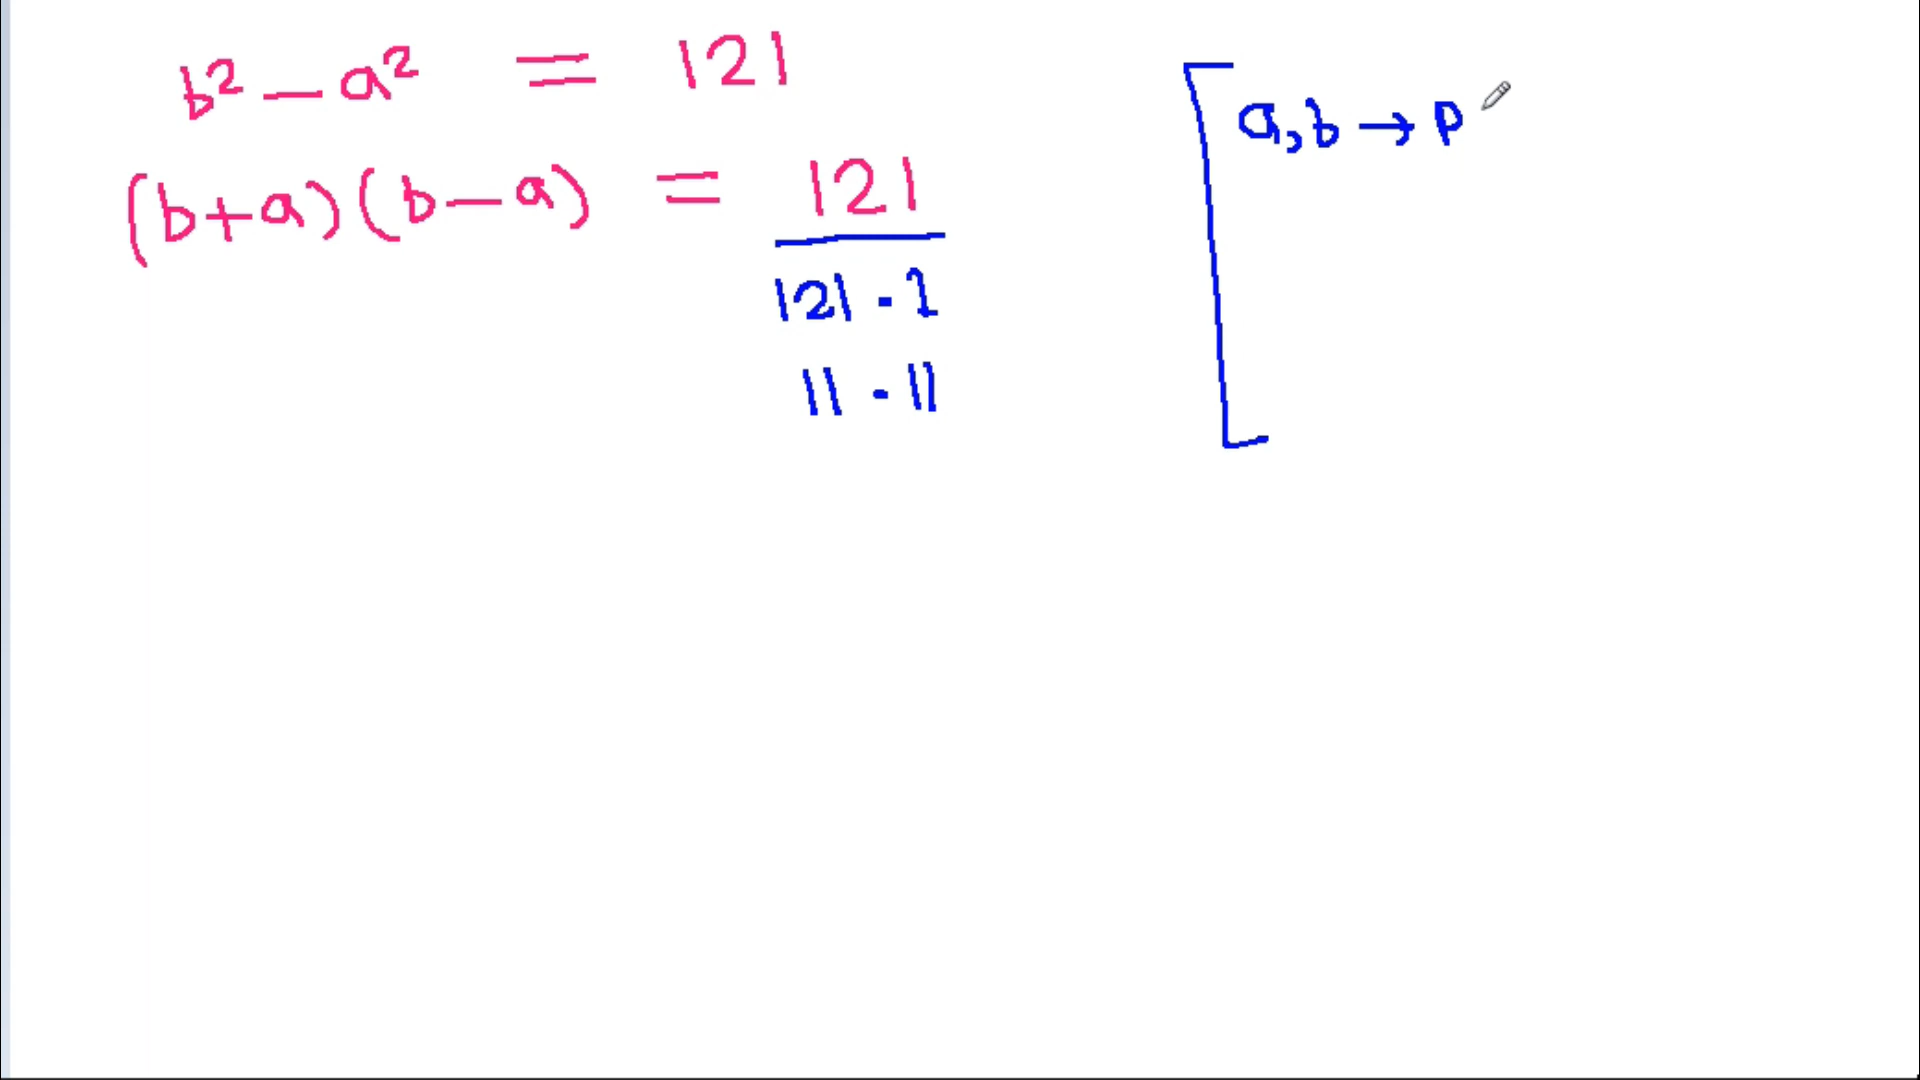 b² − a² = 121
(b+a)(b−a) = 121
121 · 1
11 · 11
a, b → P